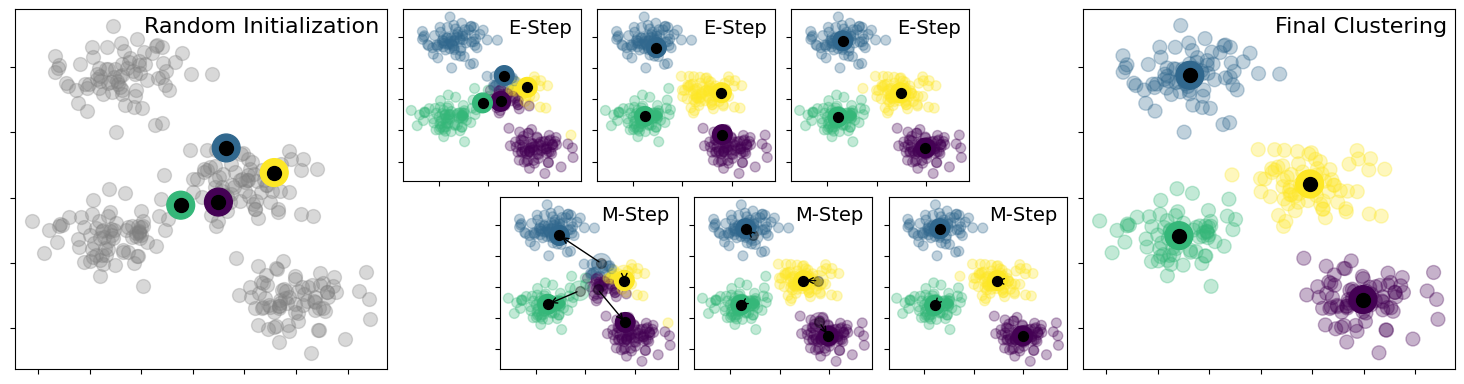 Random Initialization
E-Step
E-Step
E-Step
M-Step
M-Step
M-Step
Final Clustering